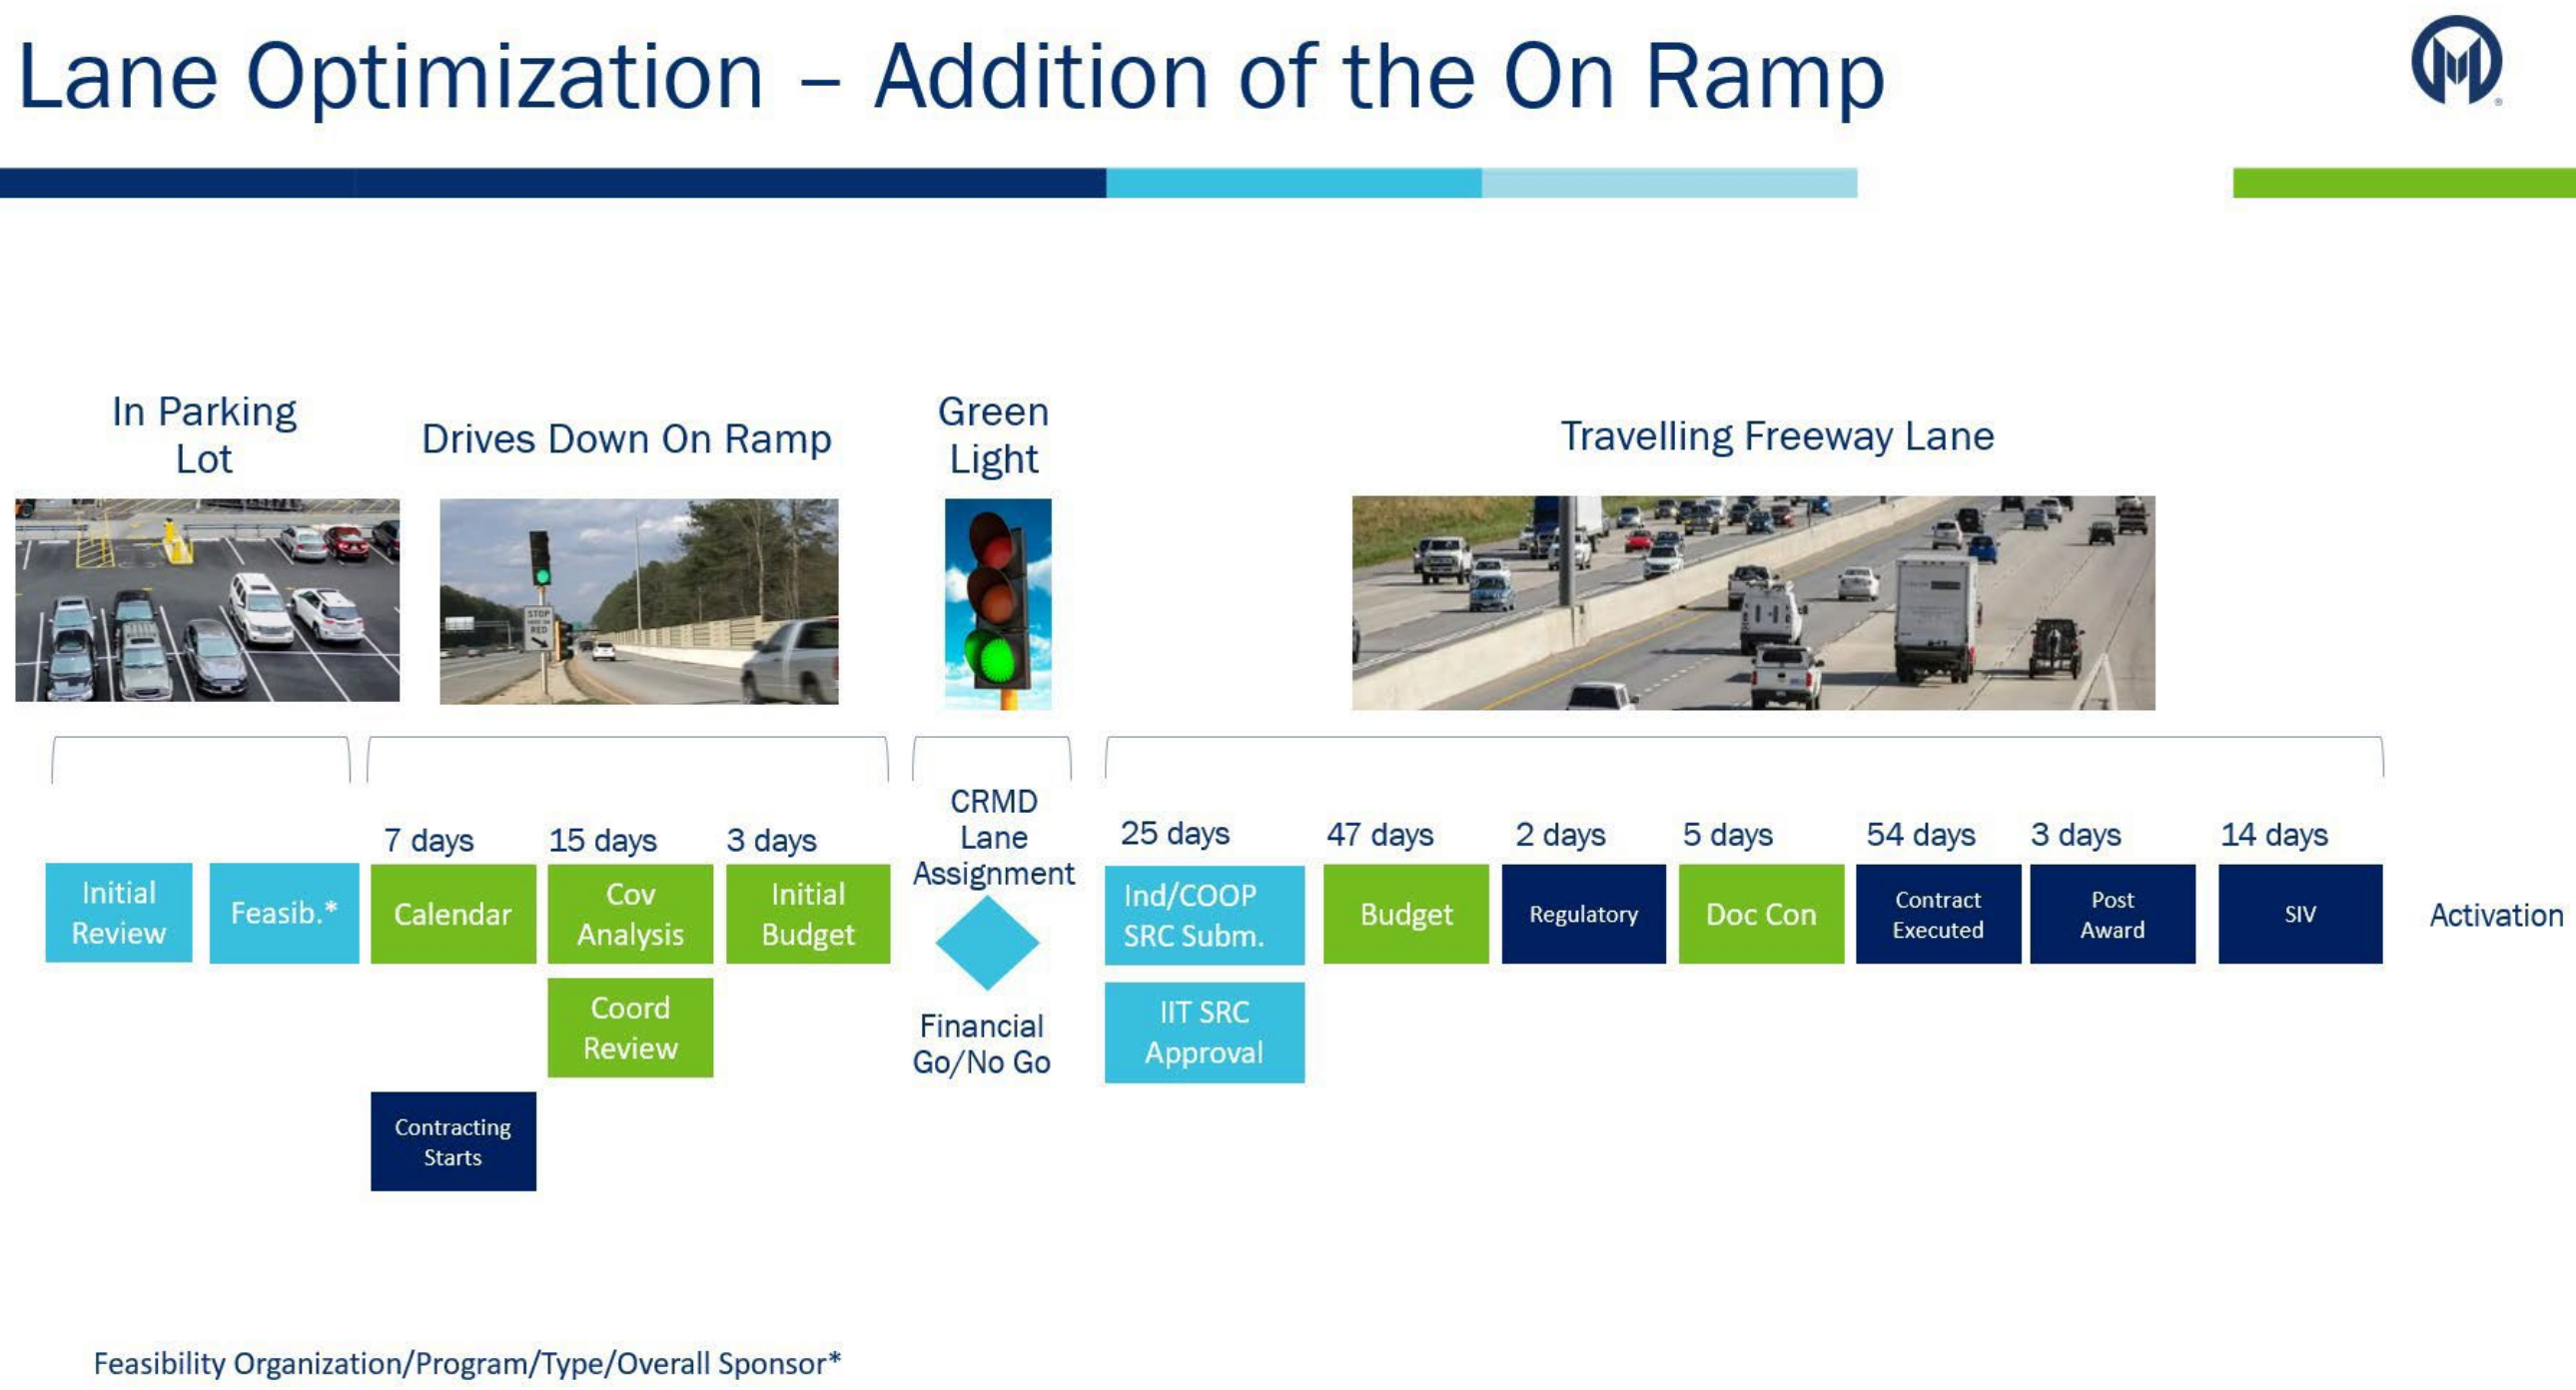 Lane Optimization – Addition of the On Ramp
In Parking
Lot
Drives Down On Ramp
Green
Light
Travelling Freeway Lane
STOP
HERE ON
RED
7 days
15 days
3 days
CRMD
Lane
Assignment
25 days
47 days
2 days
5 days
54 days
3 days
14 days
Initial
Review
Feasib.*
Calendar
Cov
Analysis
Initial
Budget
Ind/COOP
SRC Subm.
Budget
Regulatory
Doc Con
Contract
Executed
Post
Award
SIV
Activation
Coord
Review
Financial
Go/No Go
IIT SRC
Approval
Contracting
Starts
Feasibility Organization/Program/Type/Overall Sponsor*